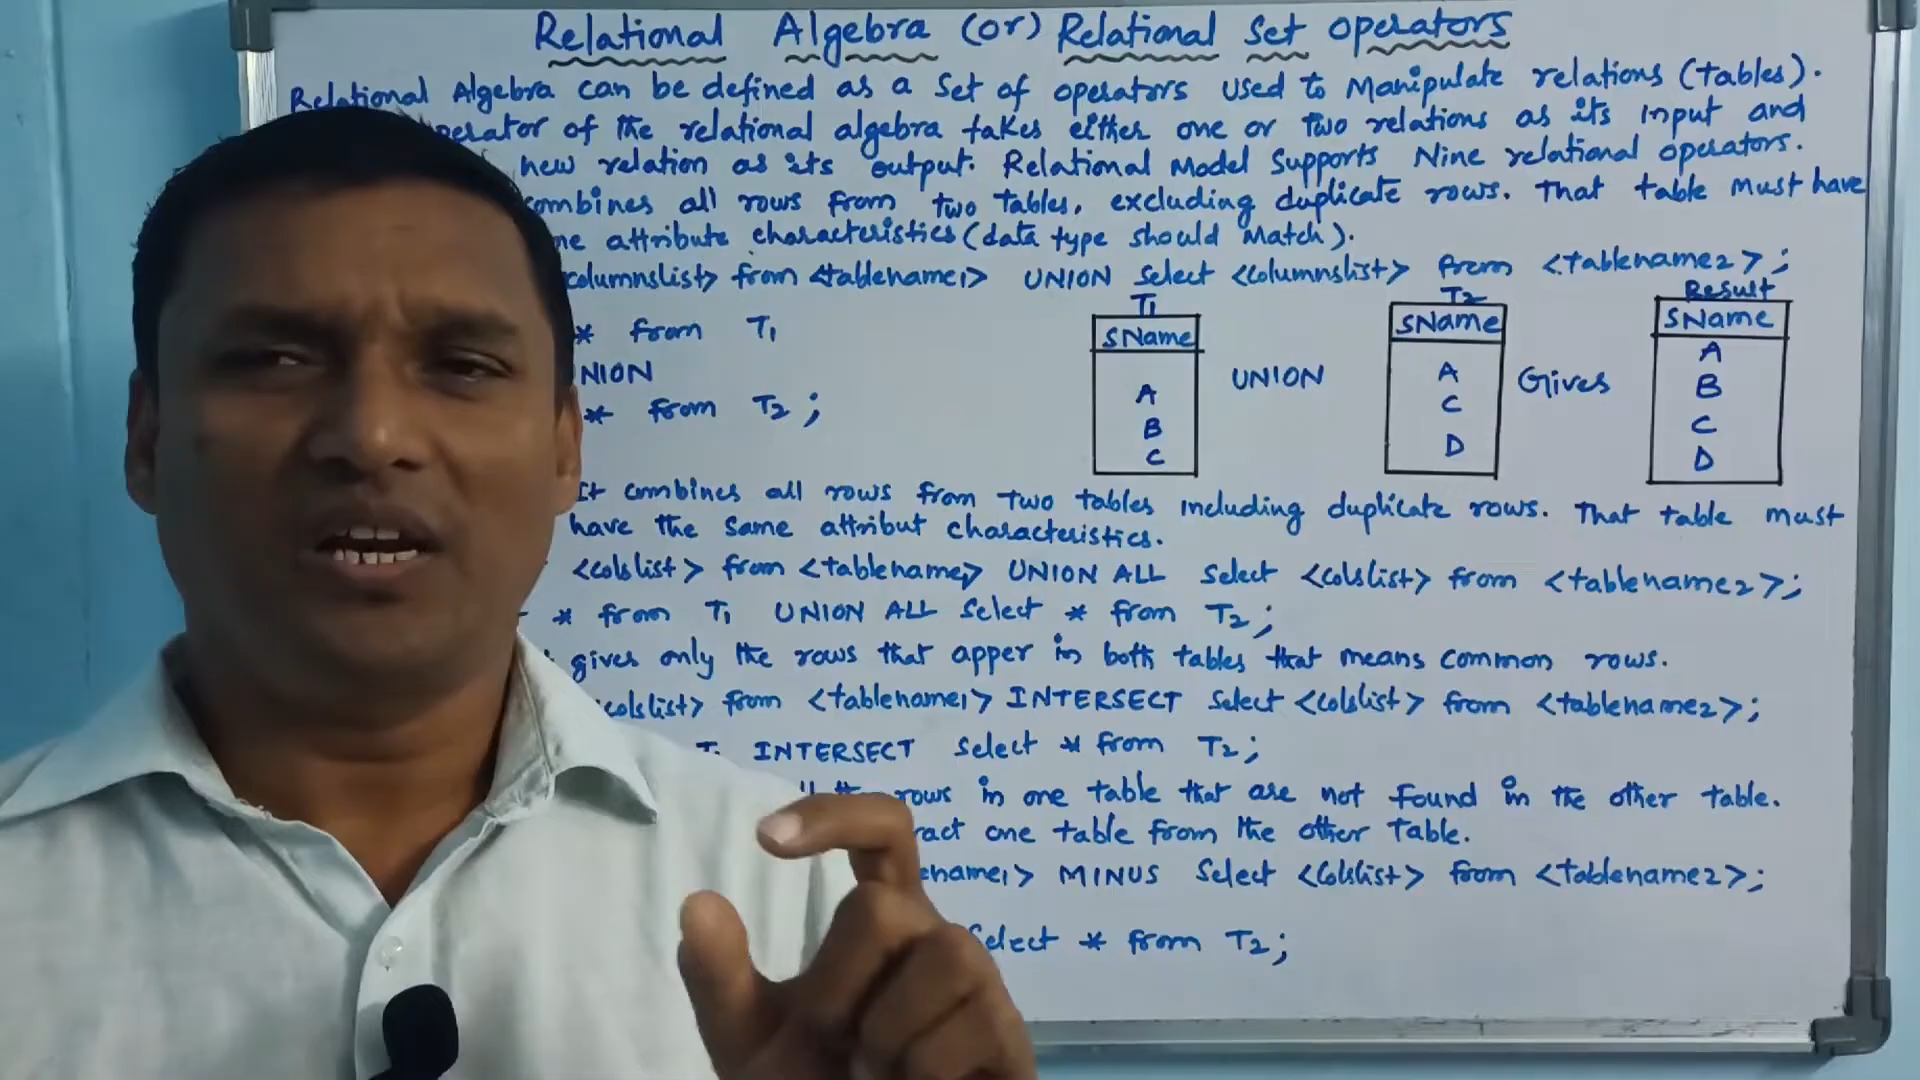 Relational Algebra (or) Relational Set Operators
Relational Algebra can be defined as a Set of operators used to Manipulate relations (tables).
perator of the relational algebra takes either one or two relations as its input and
new relation as its output. Relational Model Supports Nine relational operators.
combines all rows from two tables, excluding duplicate rows. That table must have
me attribute characteristics (data type should match).
columnslist> from <tablename1> UNION Select <columnslist> from <tablename2>;
* from T1
NION
* from T2;
T1
SName
A
B
C
UNION
T2
SName
A
C
D
Gives
Result
SName
A
B
C
D
It combines all rows from two tables including duplicate rows. That table must
have the same attribut characteristics.
<colslist> from <tablename1> UNION ALL Select <colslist> from <tablename2>;
* from T1 UNION ALL Select * from T2;
gives only the rows that apper in both tables that means common rows.
colslist> from <tablename1> INTERSECT Select <colslist> from <tablename2>;
T1 INTERSECT Select * from T2;
rows in one table that are not found in the other table.
ract one table from the other table.
ename1> MINUS Select <colslist> from <tablename2>;
Select * from T2;